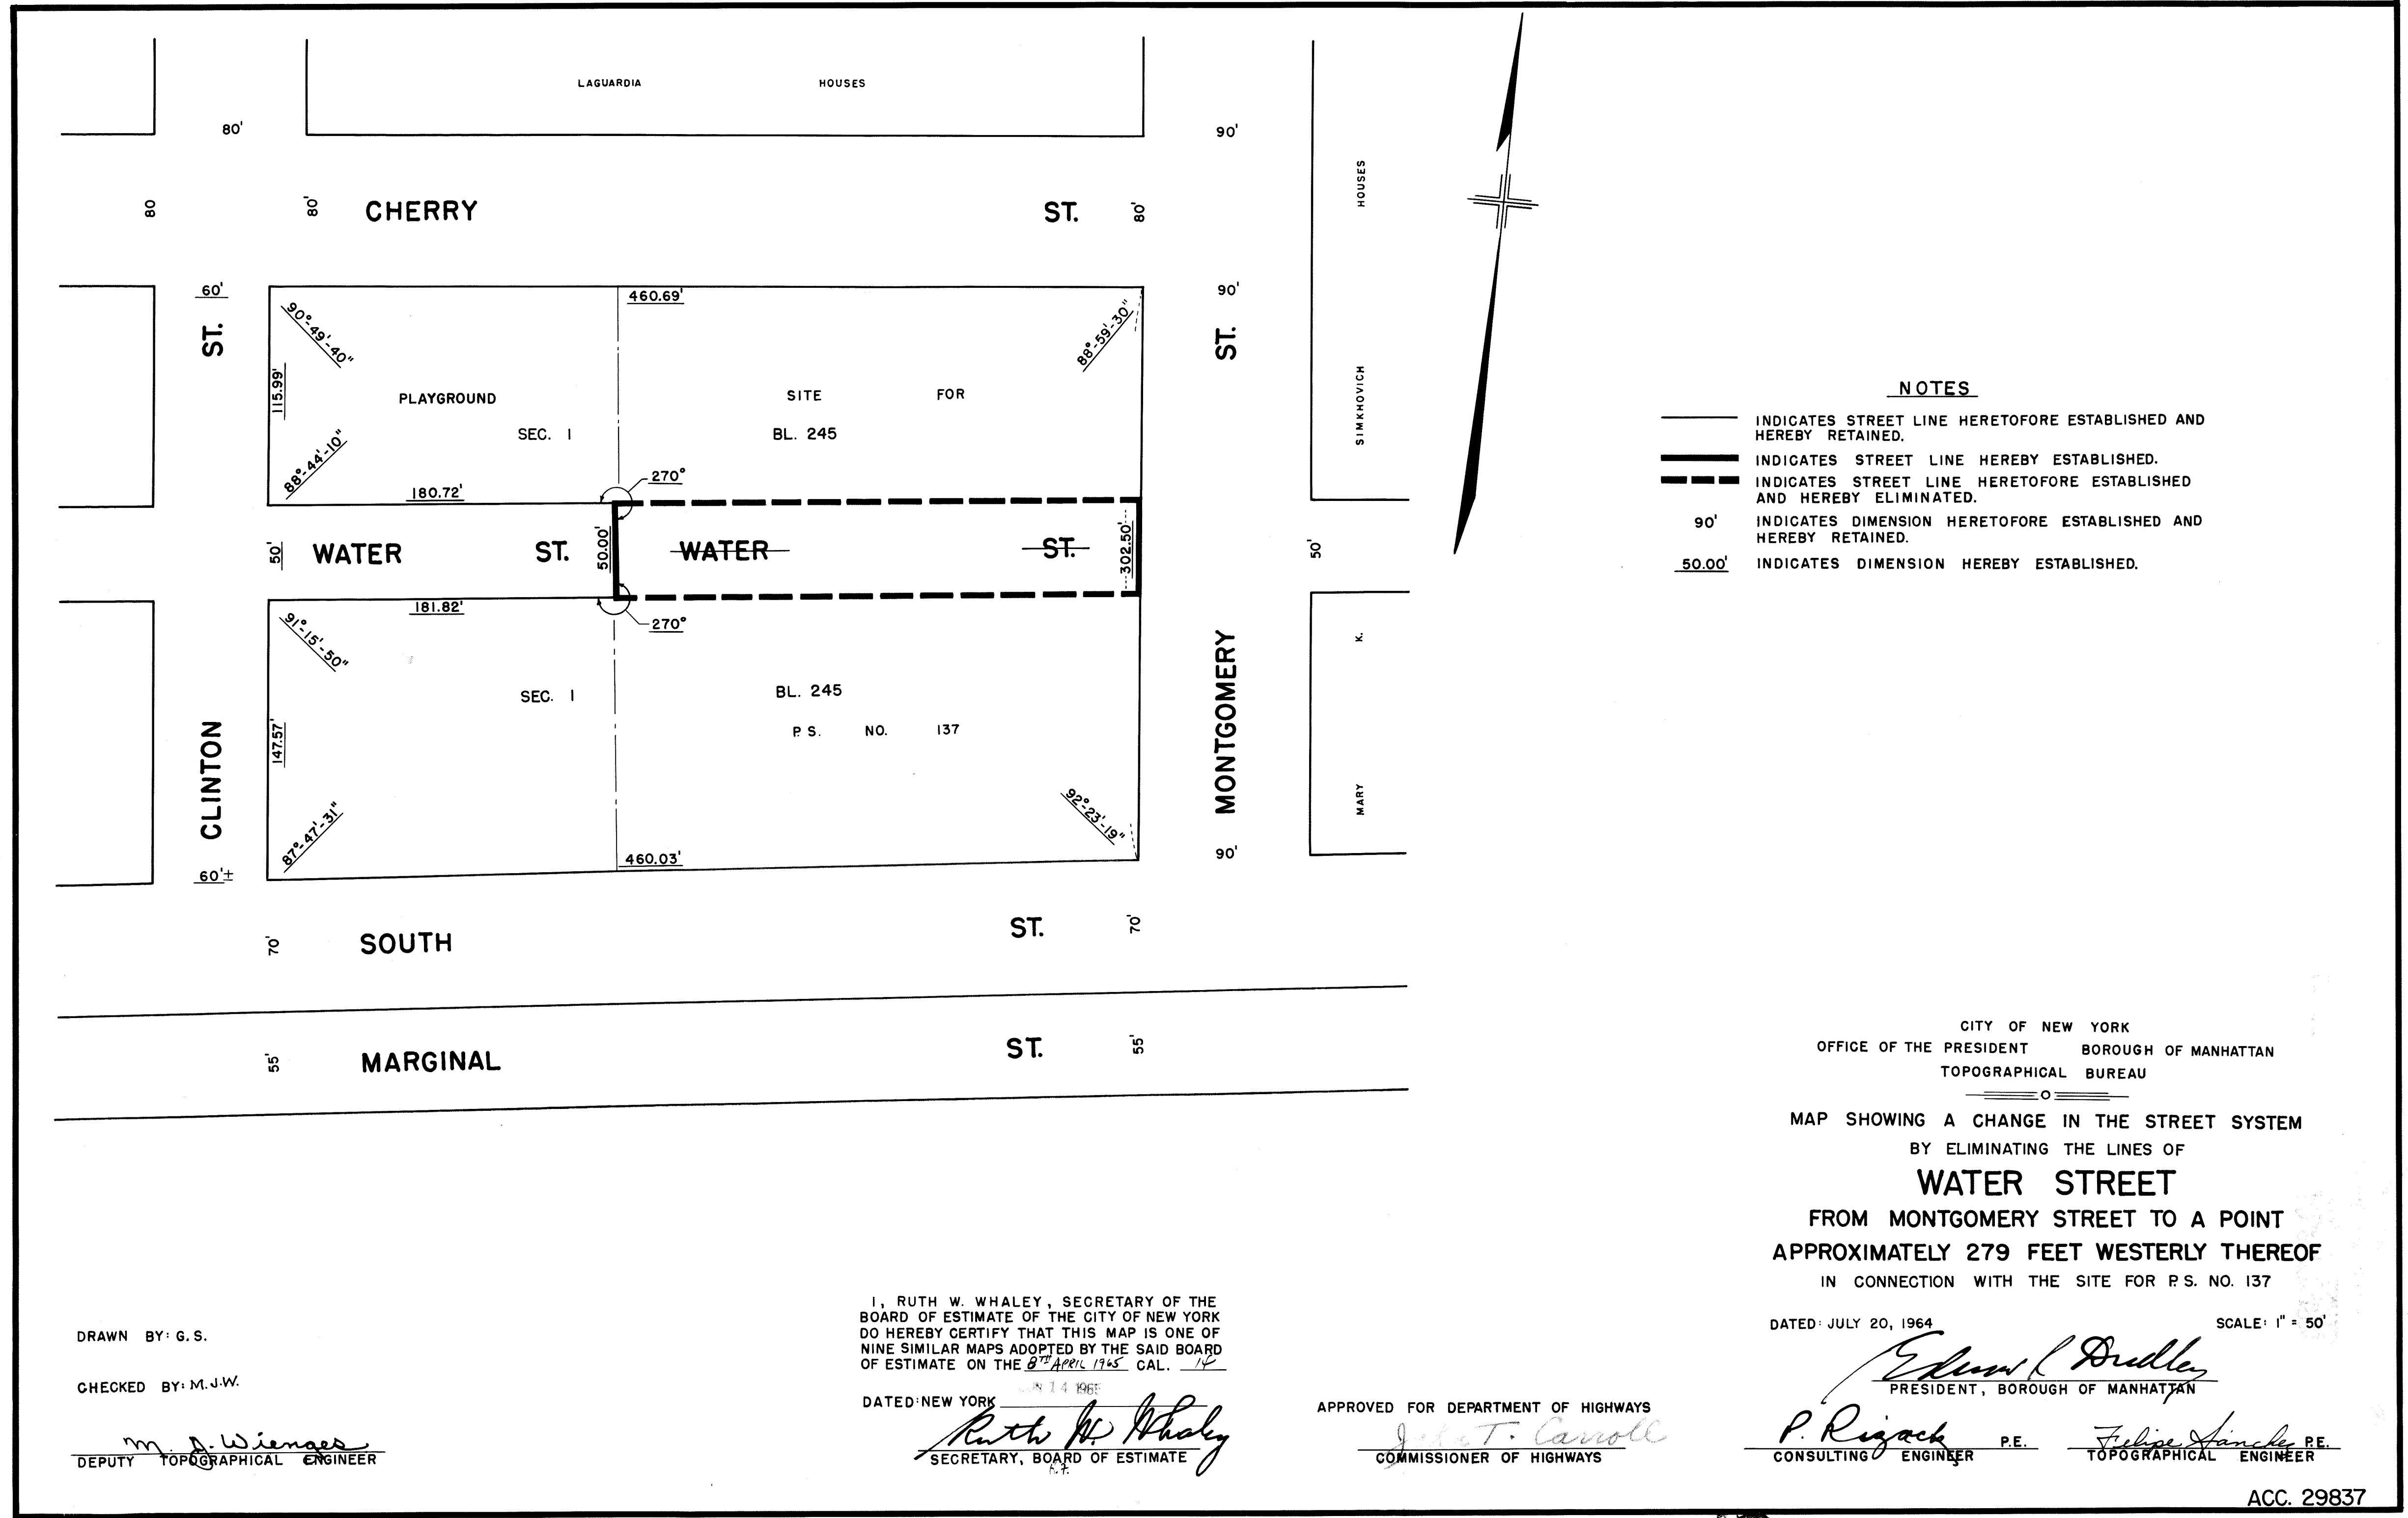 LAGUARDIA HOUSES
80' 90'
80 80' CHERRY ST. 80'
HOUSES
60' 460.69' 90'
90°-49'-40" 88°-59'-30"
ST. ST.
115.99'
PLAYGROUND SITE FOR
SEC. 1 BL. 245
SIMKHOVICH
88°-44'-10"
180.72' 270°
50' WATER ST. 50.00' WATER ST. 302.50' 50'
181.82' 270°
91°-15'-50"
K.
SEC. 1 BL. 245
P.S. NO. 137
147.57'
CLINTON MONTGOMERY
MARY
87°-47'-31" 92°-23'-19"
60'± 460.03' 90'
70' SOUTH ST. 70'
55' MARGINAL ST. 55'
NOTES
INDICATES STREET LINE HERETOFORE ESTABLISHED AND
HEREBY RETAINED.
INDICATES STREET LINE HEREBY ESTABLISHED.
INDICATES STREET LINE HERETOFORE ESTABLISHED
AND HEREBY ELIMINATED.
90' INDICATES DIMENSION HERETOFORE ESTABLISHED AND
HEREBY RETAINED.
50.00' INDICATES DIMENSION HEREBY ESTABLISHED.
CITY OF NEW YORK
OFFICE OF THE PRESIDENT BOROUGH OF MANHATTAN
TOPOGRAPHICAL BUREAU
MAP SHOWING A CHANGE IN THE STREET SYSTEM
BY ELIMINATING THE LINES OF
WATER STREET
FROM MONTGOMERY STREET TO A POINT
APPROXIMATELY 279 FEET WESTERLY THEREOF
IN CONNECTION WITH THE SITE FOR P.S. NO. 137
DATED: JULY 20, 1964 SCALE: 1" = 50'
PRESIDENT, BOROUGH OF MANHATTAN
P. Rizack P.E.
CONSULTING ENGINEER
Felipe Sánchez P.E.
TOPOGRAPHICAL ENGINEER
ACC. 29837
DRAWN BY: G.S.
CHECKED BY: M.J.W.
M. J. Wienges
DEPUTY TOPOGRAPHICAL ENGINEER
I, RUTH W. WHALEY, SECRETARY OF THE
BOARD OF ESTIMATE OF THE CITY OF NEW YORK
DO HEREBY CERTIFY THAT THIS MAP IS ONE OF
NINE SIMILAR MAPS ADOPTED BY THE SAID BOARD
OF ESTIMATE ON THE 8TH APRIL 1965 CAL. 14
DATED: NEW YORK 14 1965
Ruth W. Whaley
SECRETARY, BOARD OF ESTIMATE
APPROVED FOR DEPARTMENT OF HIGHWAYS
T. Carroll
COMMISSIONER OF HIGHWAYS